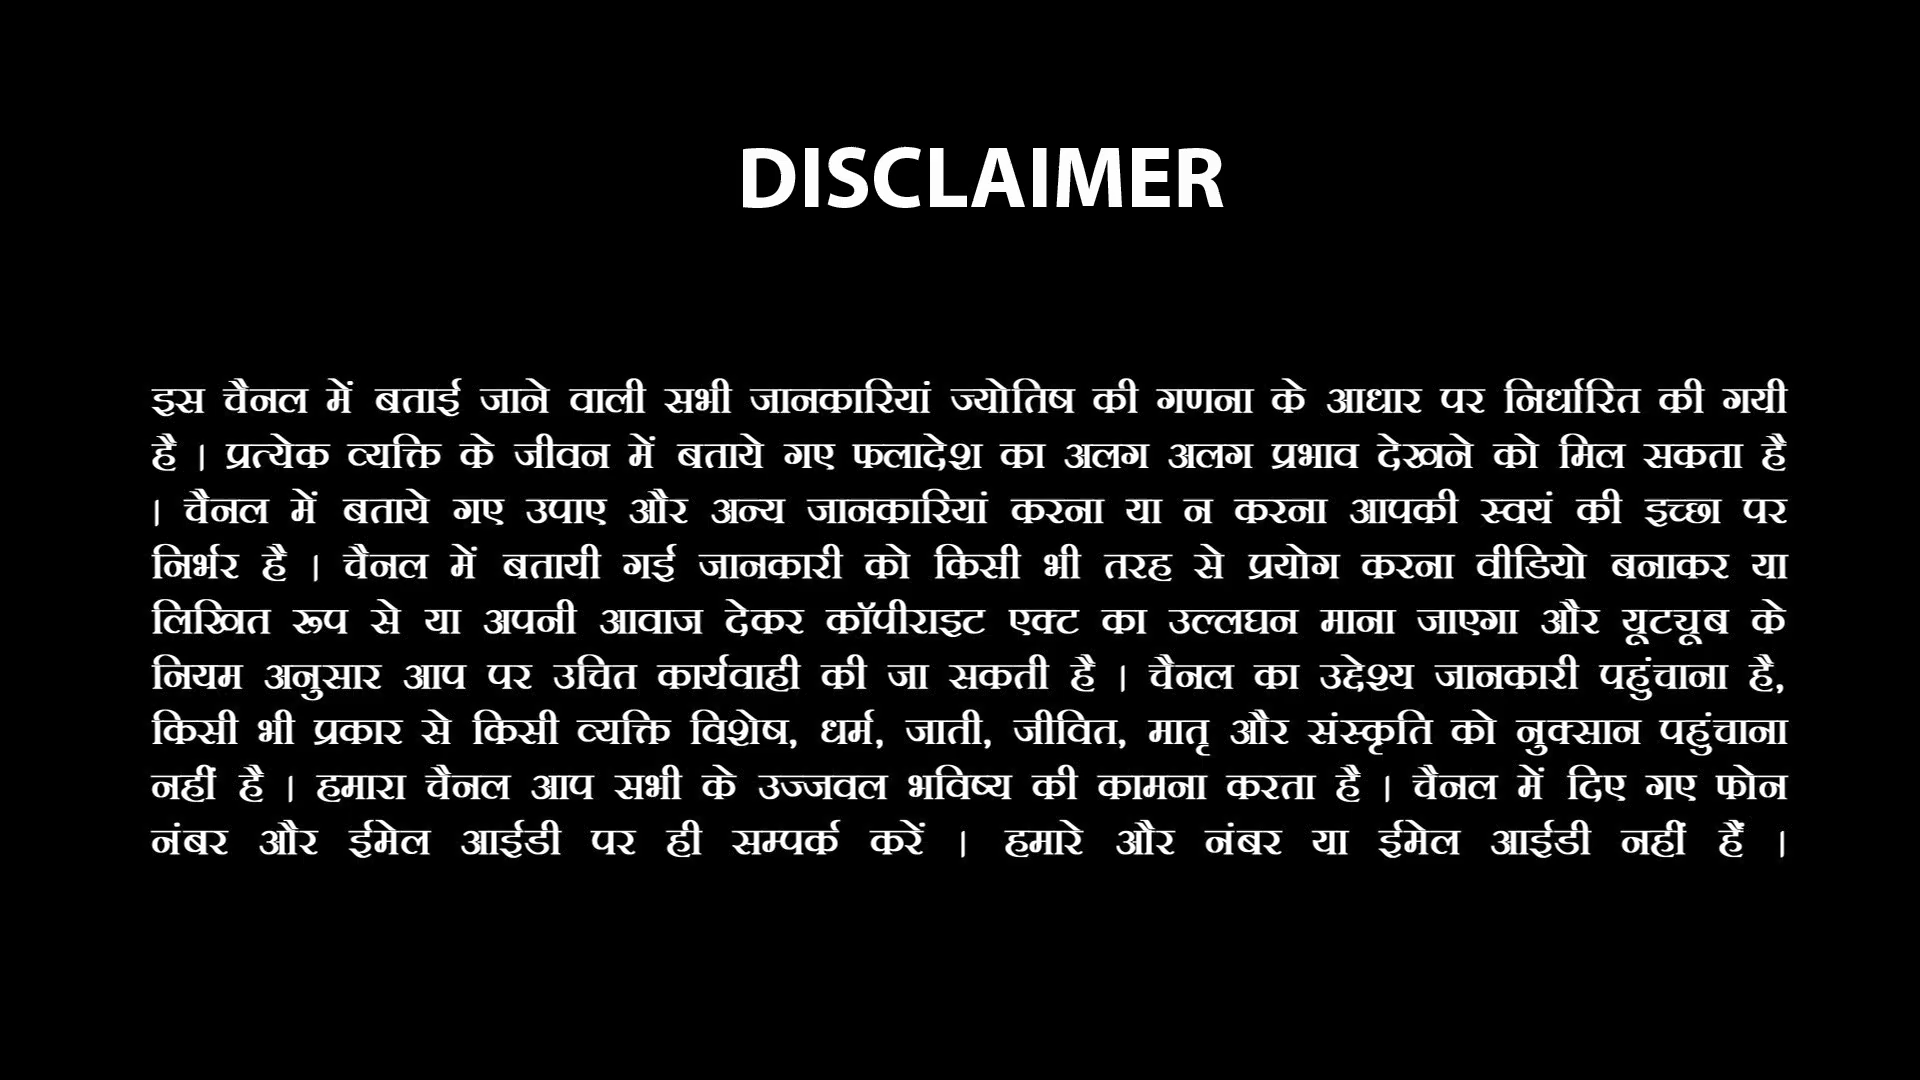 DISCLAIMER
इस चैनल में बताई जाने वाली सभी जानकारियां ज्योतिष की गणना के आधार पर निर्धारित की गयी
है । प्रत्येक व्यक्ति के जीवन में बताये गए फलादेश का अलग अलग प्रभाव देखने को मिल सकता है
। चैनल में बताये गए उपाए और अन्य जानकारियां करना या न करना आपकी स्वयं की इच्छा पर
निर्भर है । चैनल में बतायी गई जानकारी को किसी भी तरह से प्रयोग करना वीडियो बनाकर या
लिखित रूप से या अपनी आवाज देकर कॉपीराइट एक्ट का उल्लघन माना जाएगा और यूट्यूब के
नियम अनुसार आप पर उचित कार्यवाही की जा सकती है । चैनल का उद्देश्य जानकारी पहुंचाना है,
किसी भी प्रकार से किसी व्यक्ति विशेष, धर्म, जाती, जीवित, मातृ और संस्कृति को नुक्सान पहुंचाना
नहीं है । हमारा चैनल आप सभी के उज्जवल भविष्य की कामना करता है । चैनल में दिए गए फोन
नंबर और ईमेल आईडी पर ही सम्पर्क करें । हमारे और नंबर या ईमेल आईडी नहीं हैं ।